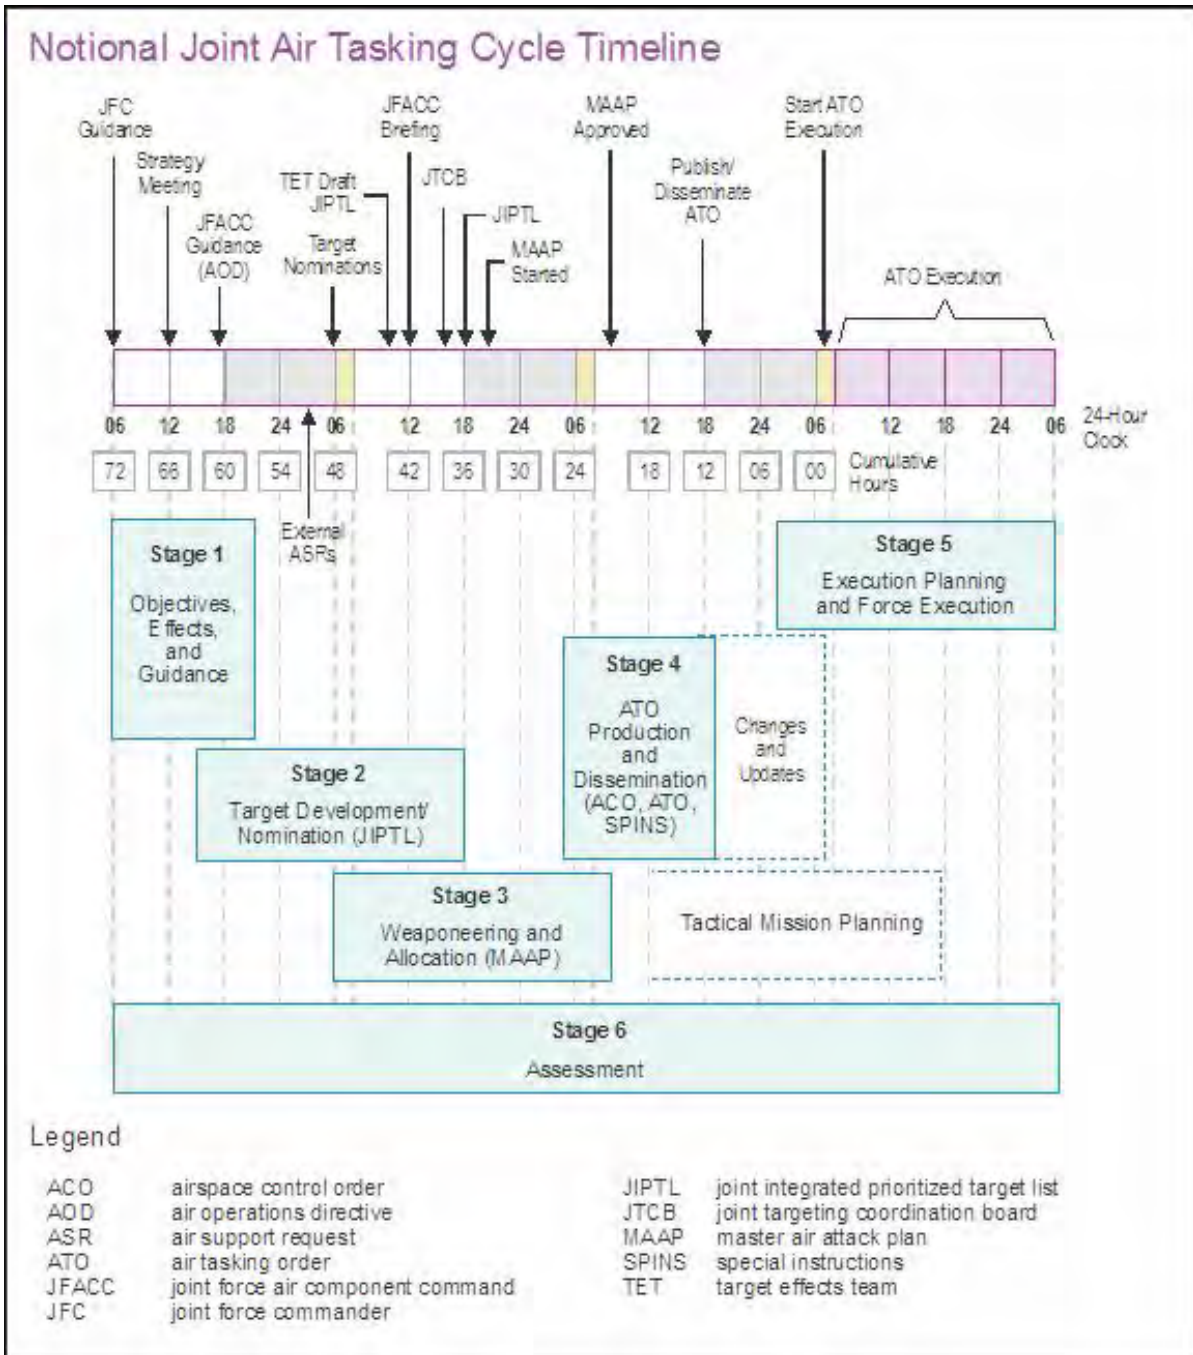 Notional Joint Air Tasking Cycle Timeline
JFC
Guidance
Strategy
Meeting
JFACC
Guidance
(AOD)
TET Draft
JIPTL
Target
Nominations
JFACC
Briefing
JTCB
JIPTL
MAAP
Started
MAAP
Approved
Publish/
Disseminate
ATO
Start ATO
Execution
ATO Execution
06 12 18 24 06 12 18 24 06 12 18 24 06 12 18 24 06
24-Hour
Clock
72 66 60 54 48 42 36 30 24 18 12 06 00
Cumulative
Hours
External
ASRs
Stage 1
Objectives,
Effects,
and
Guidance
Stage 5
Execution Planning
and Force Execution
Stage 4
ATO
Production
and
Dissemination
(ACO, ATO,
SPINS)
Changes
and
Updates
Stage 2
Target Development/
Nomination (JIPTL)
Stage 3
Weaponeering and
Allocation (MAAP)
Tactical Mission Planning
Stage 6
Assessment
Legend
ACO airspace control order
AOD air operations directive
ASR air support request
ATO air tasking order
JFACC joint force air component command
JFC joint force commander
JIPTL joint integrated prioritized target list
JTCB joint targeting coordination board
MAAP master air attack plan
SPINS special instructions
TET target effects team